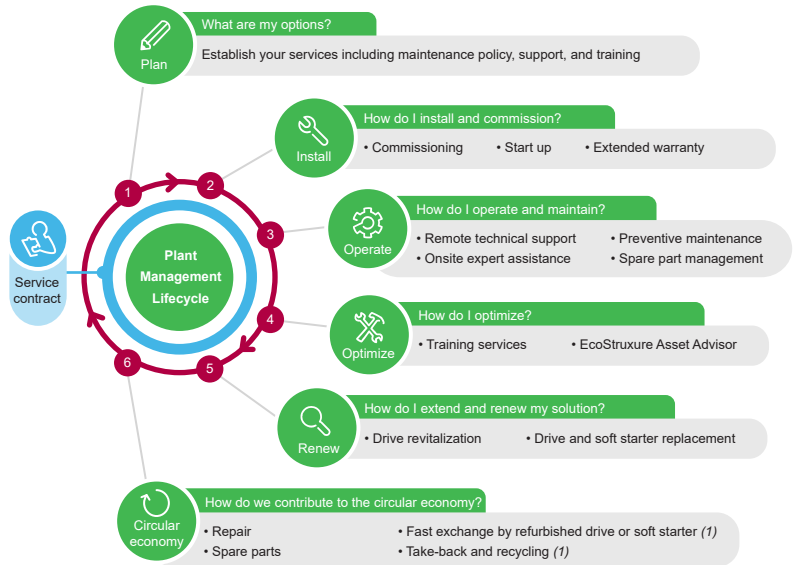 What are my options?
Plan
Establish your services including maintenance policy, support, and training
How do I install and commission?
Install
• Commissioning • Start up • Extended warranty
1
2
3
4
5
6
Service
contract
Plant
Management
Lifecycle
How do I operate and maintain?
Operate
• Remote technical support • Preventive maintenance
• Onsite expert assistance • Spare part management
How do I optimize?
Optimize
• Training services • EcoStruxure Asset Advisor
How do I extend and renew my solution?
Renew
• Drive revitalization • Drive and soft starter replacement
How do we contribute to the circular economy?
Circular
economy
• Repair • Fast exchange by refurbished drive or soft starter (1)
• Spare parts • Take-back and recycling (1)